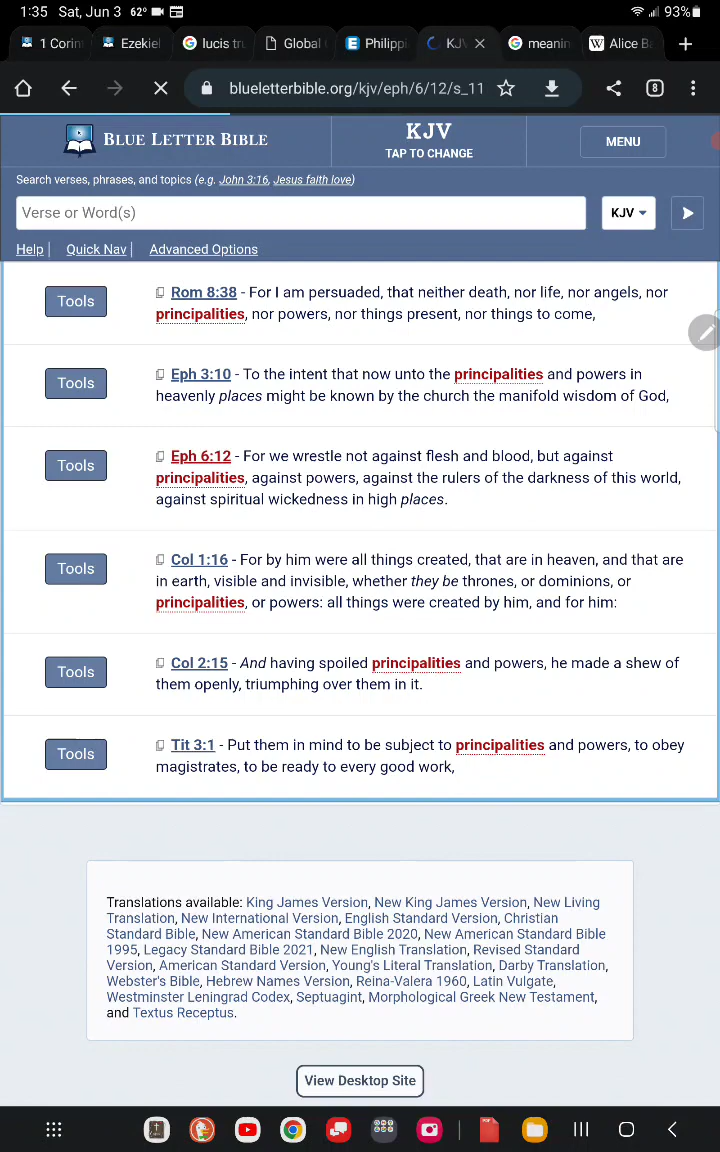 1:35 Sat, Jun 3 62° 93%
1 Corin Ezekiel lucis tru Global Philippi KJV meanin Alice Ba
blueletterbible.org/kjv/eph/6/12/s_11 8
BLUE LETTER BIBLE
KJV
TAP TO CHANGE
MENU
Search verses, phrases, and topics (e.g. John 3:16, Jesus faith love)
Verse or Word(s) KJV
Help | Quick Nav | Advanced Options
Tools
Rom 8:38 - For I am persuaded, that neither death, nor life, nor angels, nor
principalities, nor powers, nor things present, nor things to come,
Tools
Eph 3:10 - To the intent that now unto the principalities and powers in
heavenly places might be known by the church the manifold wisdom of God,
Tools
Eph 6:12 - For we wrestle not against flesh and blood, but against
principalities, against powers, against the rulers of the darkness of this world,
against spiritual wickedness in high places.
Tools
Col 1:16 - For by him were all things created, that are in heaven, and that are
in earth, visible and invisible, whether they be thrones, or dominions, or
principalities, or powers: all things were created by him, and for him:
Tools
Col 2:15 - And having spoiled principalities and powers, he made a shew of
them openly, triumphing over them in it.
Tools
Tit 3:1 - Put them in mind to be subject to principalities and powers, to obey
magistrates, to be ready to every good work,
Translations available: King James Version, New King James Version, New Living
Translation, New International Version, English Standard Version, Christian
Standard Bible, New American Standard Bible 2020, New American Standard Bible
1995, Legacy Standard Bible 2021, New English Translation, Revised Standard
Version, American Standard Version, Young's Literal Translation, Darby Translation,
Webster's Bible, Hebrew Names Version, Reina-Valera 1960, Latin Vulgate,
Westminster Leningrad Codex, Septuagint, Morphological Greek New Testament,
and Textus Receptus.
View Desktop Site